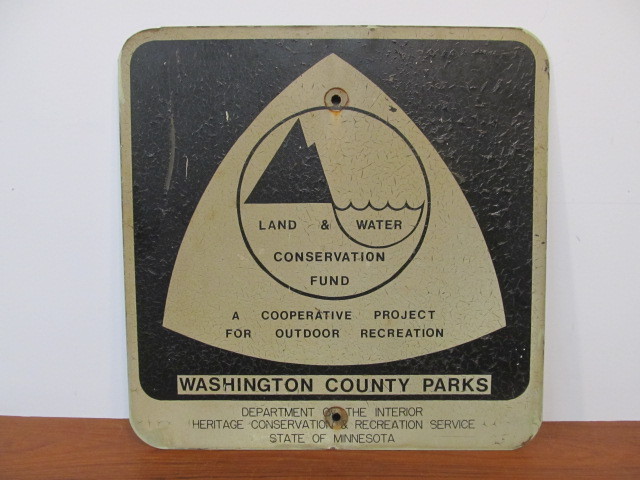 LAND & WATER
CONSERVATION
FUND
A COOPERATIVE PROJECT
FOR OUTDOOR RECREATION
WASHINGTON COUNTY PARKS
DEPARTMENT OF THE INTERIOR
HERITAGE CONSERVATION & RECREATION SERVICE
STATE OF MINNESOTA